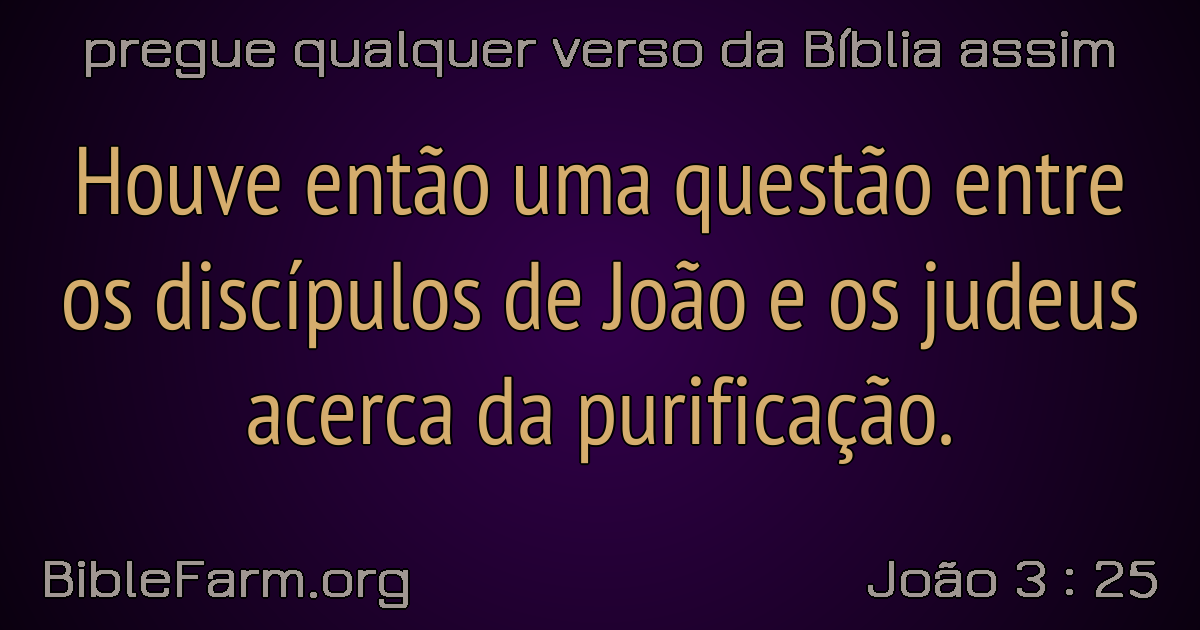 pregue qualquer verso da Bíblia assim
Houve então uma questão entre
os discípulos de João e os judeus
acerca da purificação.
BibleFarm.org
João 3 : 25